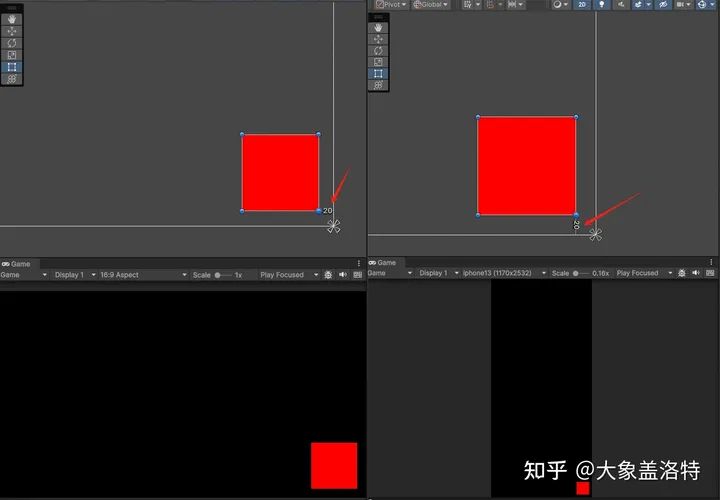 Pivot
Global
2D
20
20
Game
Game
Display 1
16:9 Aspect
Scale
1x
Play Focused
Game
Game
Display 1
iphone13 (1170x2532)
Scale
0.16x
Play Focused
知乎 @大象盖洛特